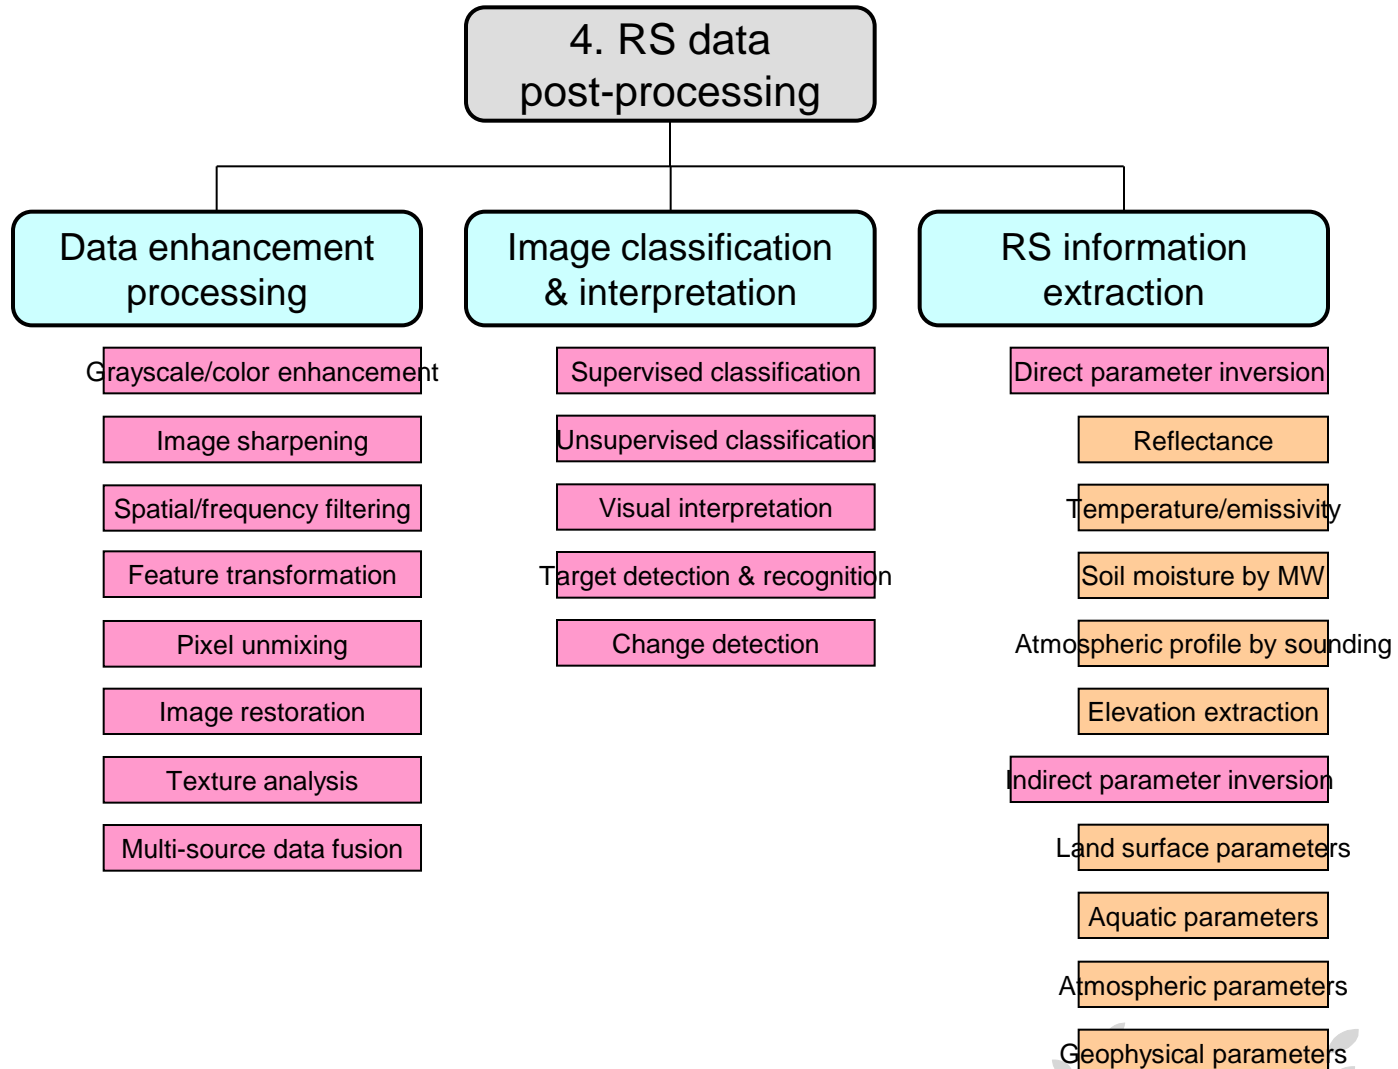 4. RS data
post-processing
Data enhancement
processing
Grayscale/color enhancement
Image sharpening
Spatial/frequency filtering
Feature transformation
Pixel unmixing
Image restoration
Texture analysis
Multi-source data fusion
Image classification
& interpretation
Supervised classification
Unsupervised classification
Visual interpretation
Target detection & recognition
Change detection
RS information
extraction
Direct parameter inversion
Reflectance
Temperature/emissivity
Soil moisture by MW
Atmospheric profile by sounding
Elevation extraction
Indirect parameter inversion
Land surface parameters
Aquatic parameters
Atmospheric parameters
Geophysical parameters